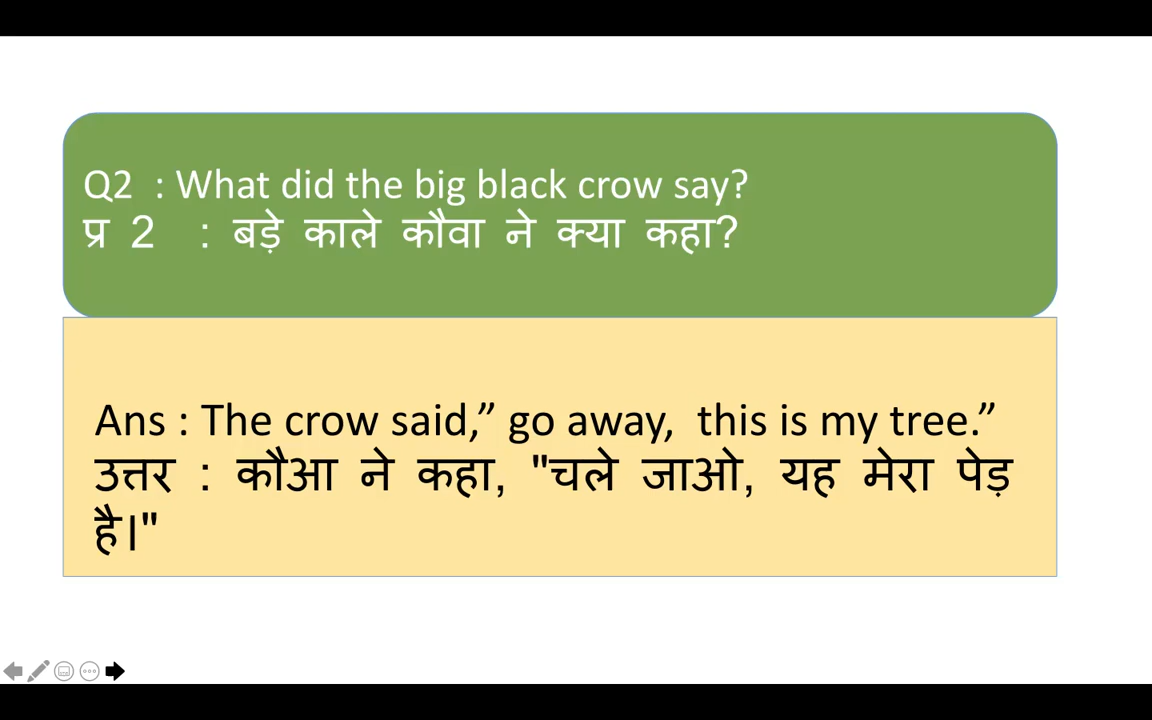 Q2  : What did the big black crow say?
प्र 2  : बड़े काले कौवा ने क्या कहा?
Ans : The crow said,” go away,  this is my tree.”
उत्तर : कौआ ने कहा, "चले जाओ, यह मेरा पेड़
है।"